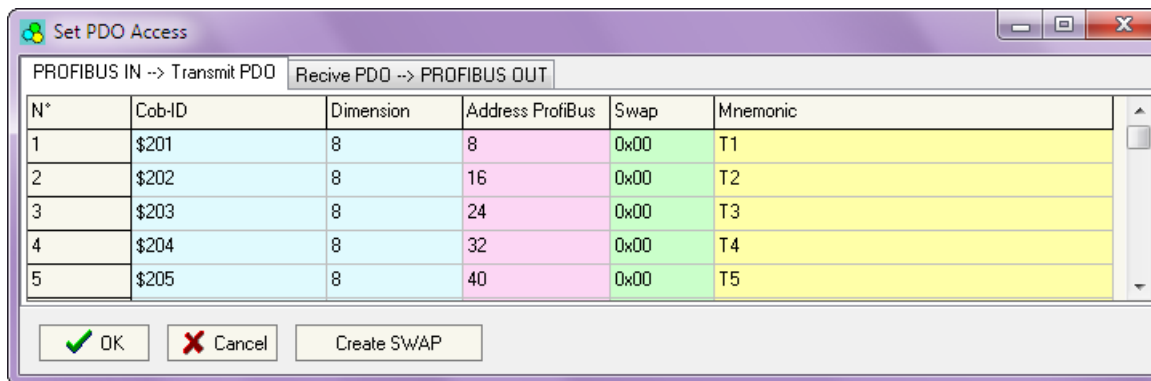 Set PDO Access
PROFIBUS IN --> Transmit PDO Recive PDO --> PROFIBUS OUT
N° Cob-ID Dimension Address ProfiBus Swap Mnemonic
1 $201 8 8 0x00 T1
2 $202 8 16 0x00 T2
3 $203 8 24 0x00 T3
4 $204 8 32 0x00 T4
5 $205 8 40 0x00 T5
OK Cancel Create SWAP